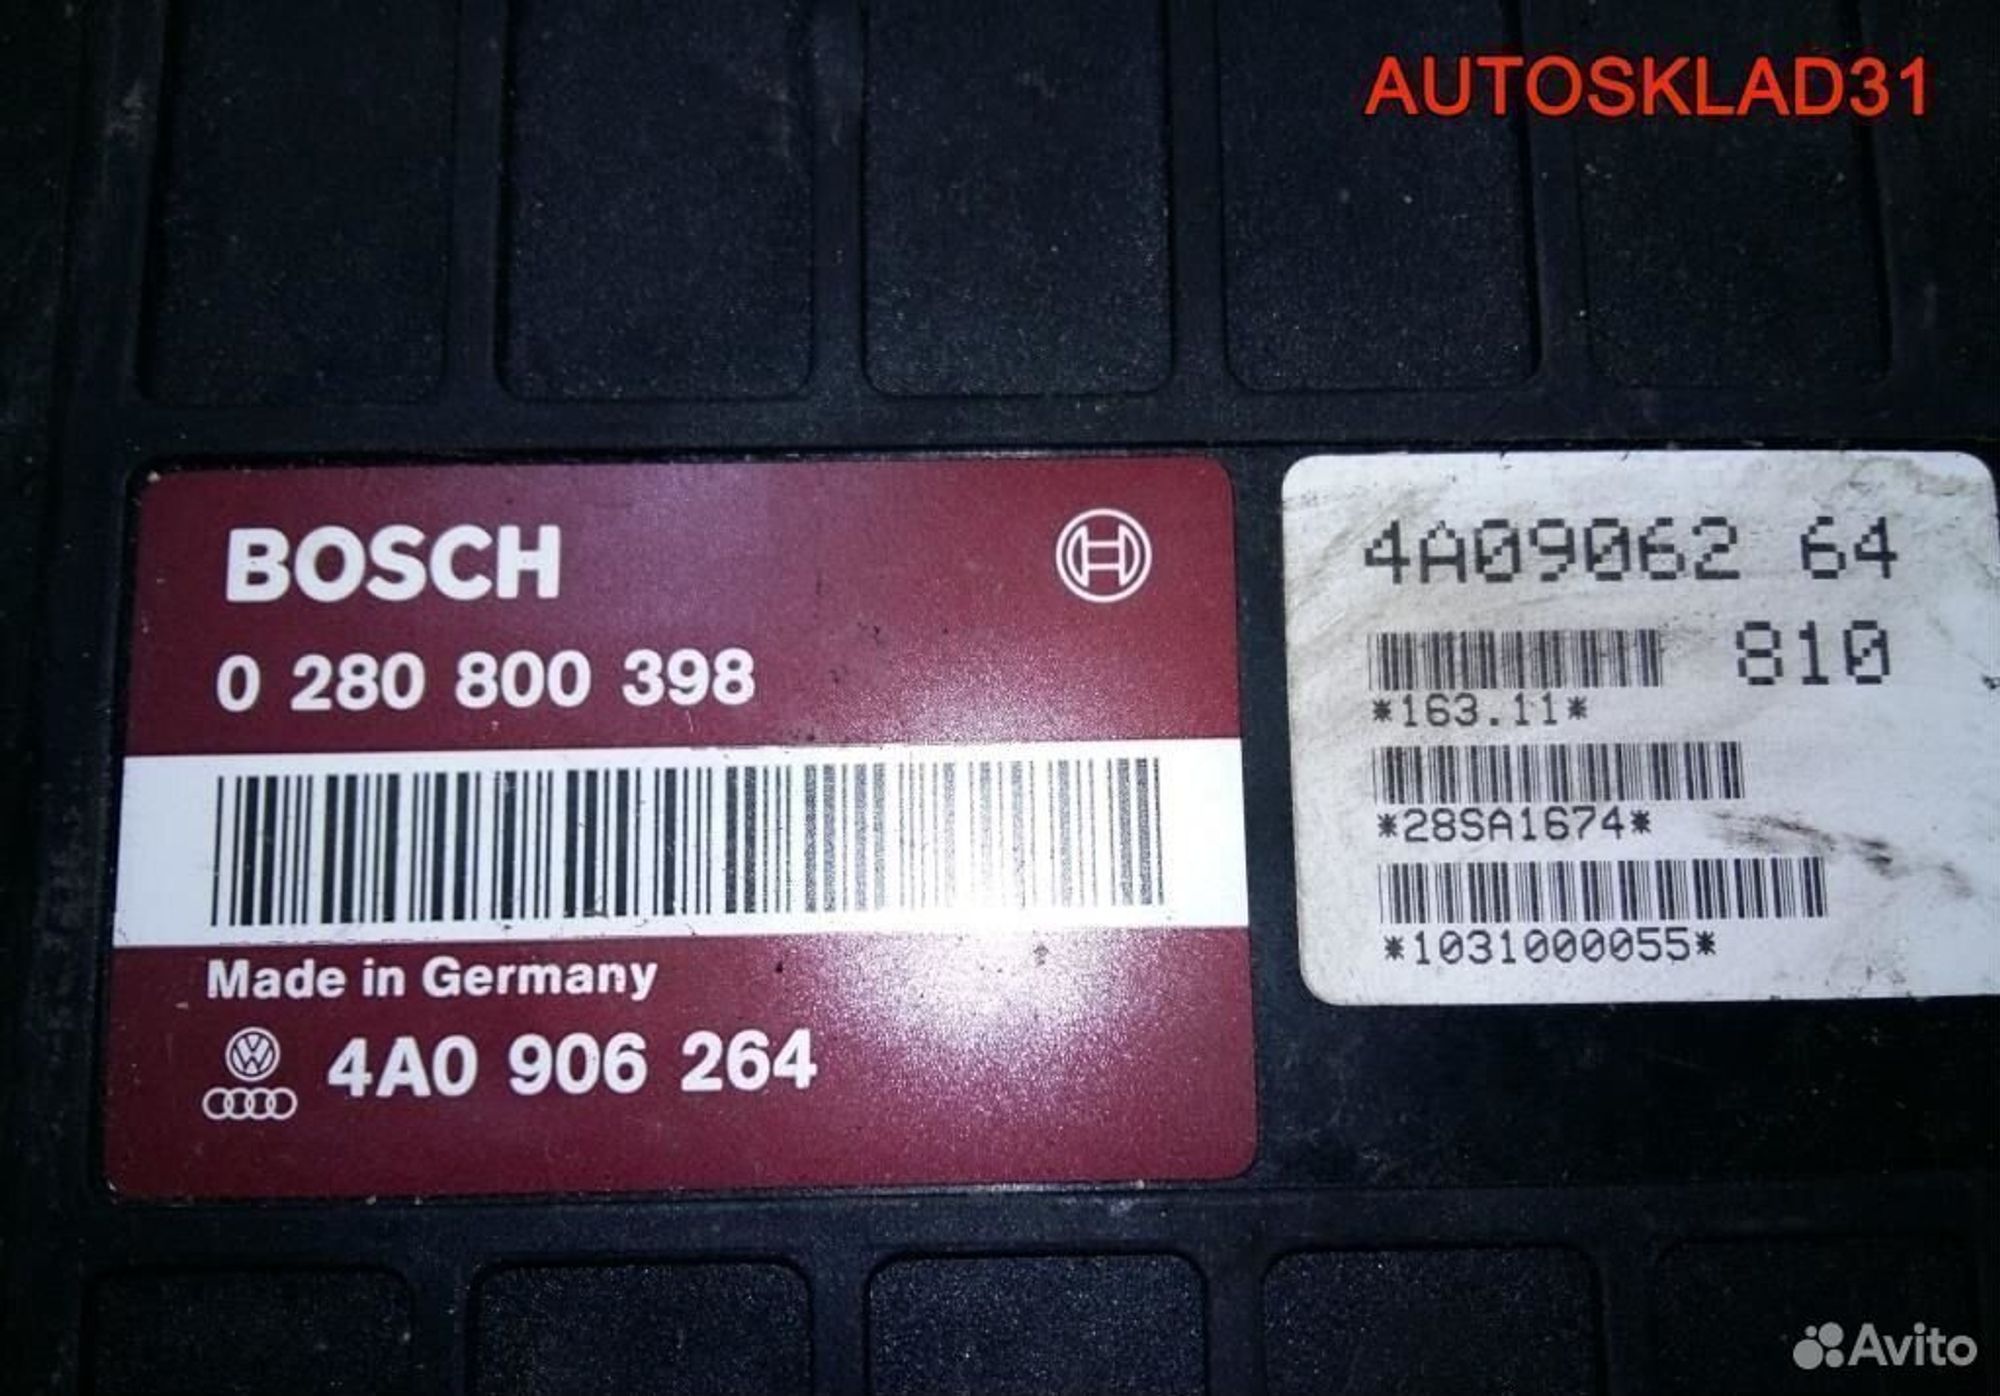 AUTOSKLAD31
BOSCH
0 280 800 398
Made in Germany
4A0 906 264
4A09062 64
810
*163.11*
*28SA1674*
*1031000055*
Avito